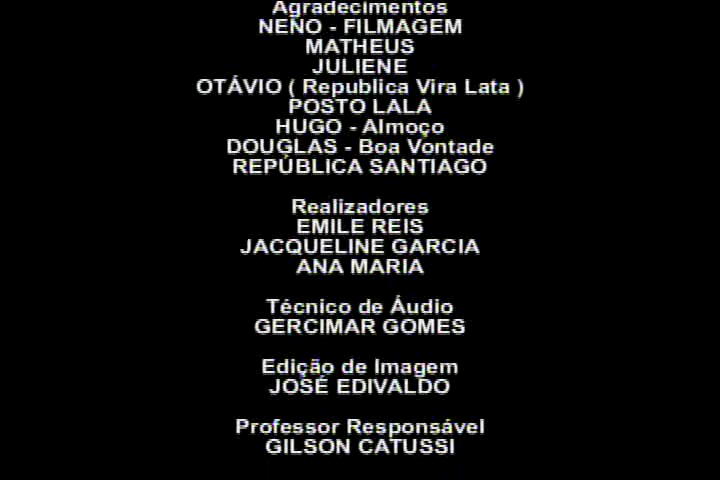 Agradecimentos
NENO - FILMAGEM
MATHEUS
JULIENE
OTÁVIO ( Republica Vira Lata )
POSTO LALA
HUGO - Almoço
DOUGLAS - Boa Vontade
REPÚBLICA SANTIAGO
Realizadores
EMILE REIS
JACQUELINE GARCIA
ANA MARIA
Técnico de Áudio
GERCIMAR GOMES
Edição de Imagem
JOSÉ EDIVALDO
Professor Responsável
GILSON CATUSSI